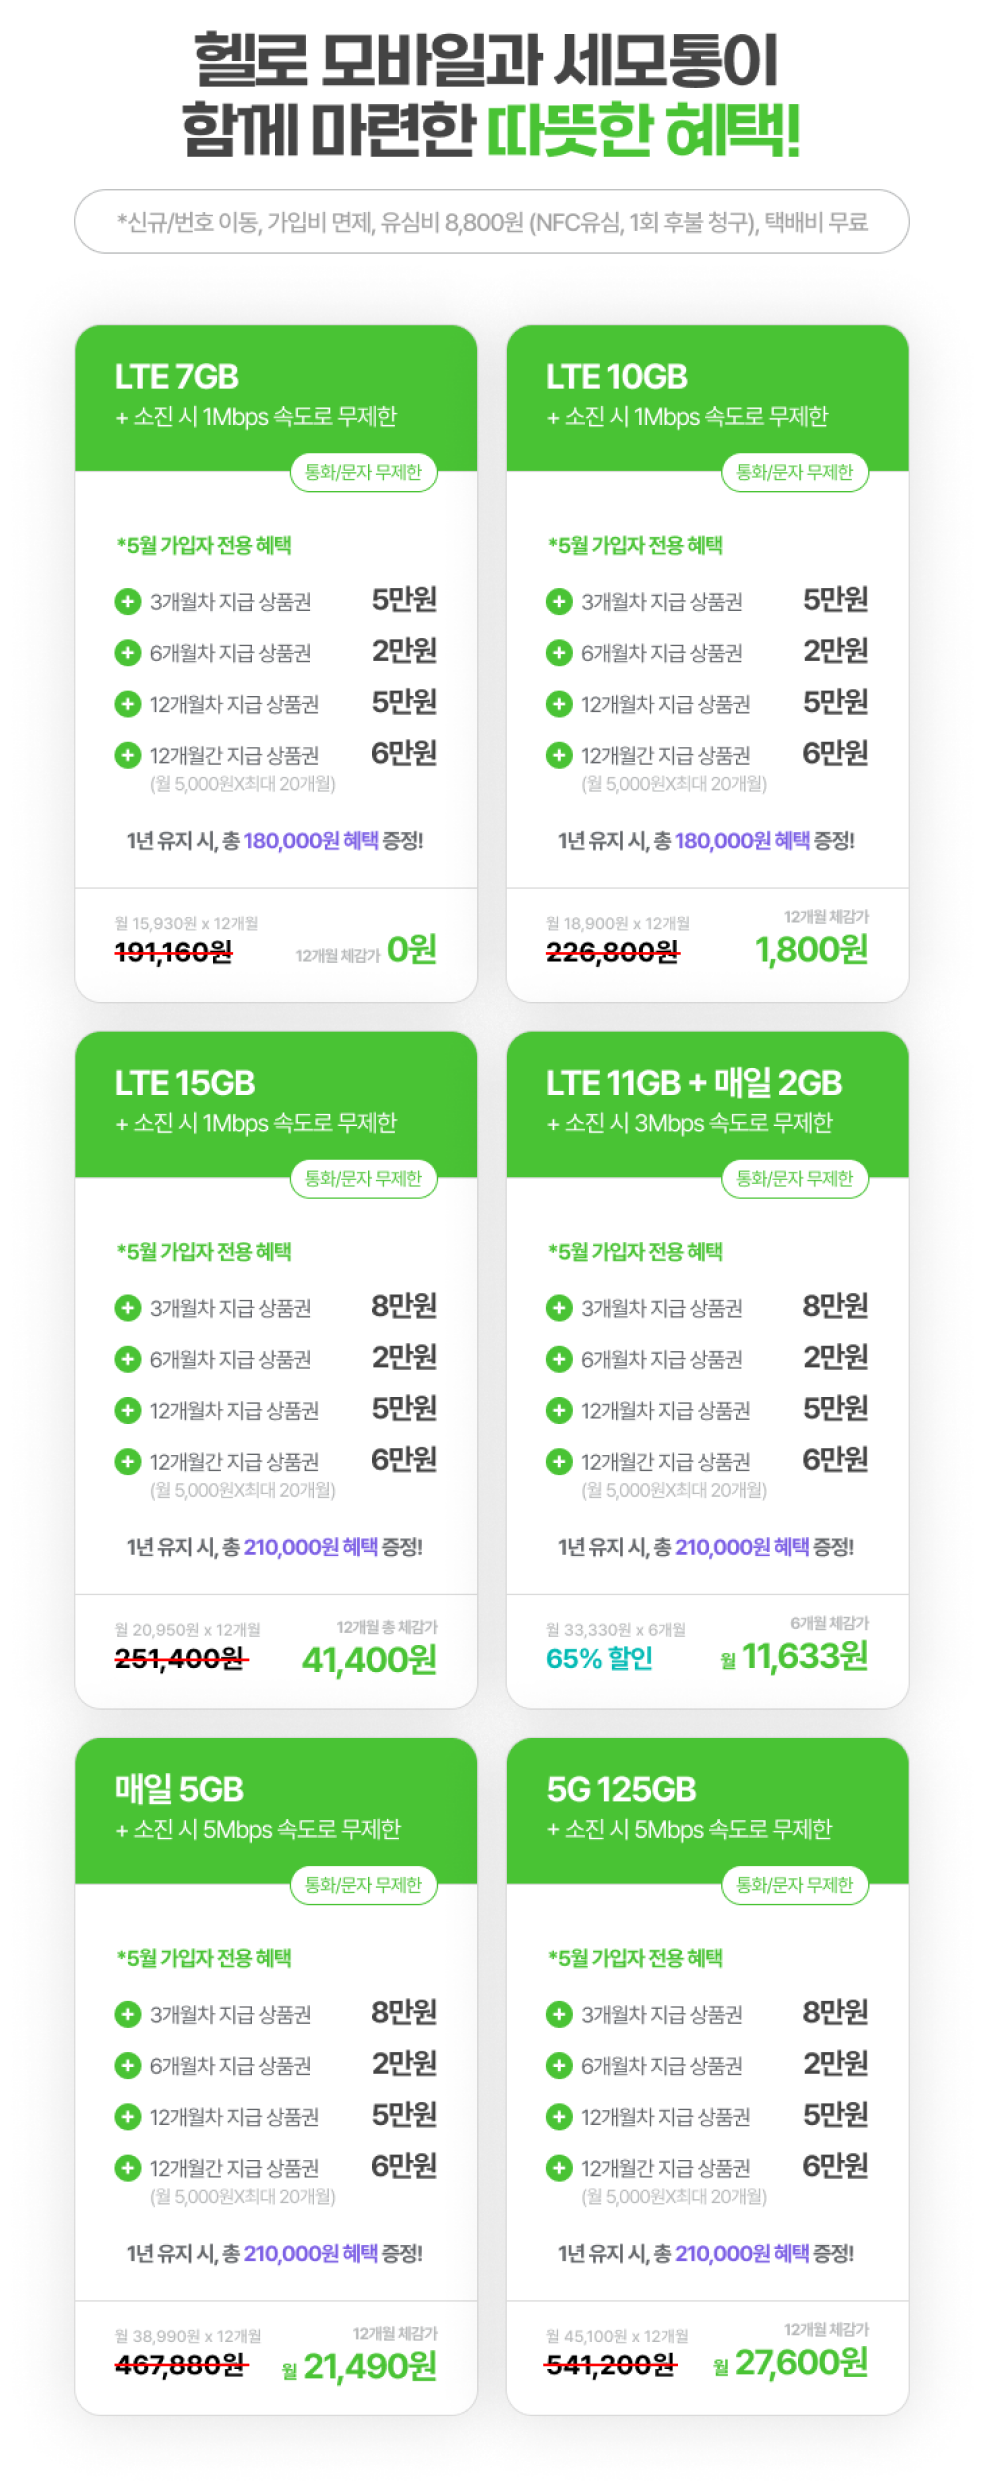 헬로 모바일과 세모통이
함께 마련한 따뜻한 혜택!
*신규/번호 이동, 가입비 면제, 유심비 8,800원 (NFC유심, 1회 후불 청구), 택배비 무료
LTE 7GB
+ 소진 시 1Mbps 속도로 무제한
통화/문자 무제한
*5월 가입자 전용 혜택
3개월차 지급 상품권 5만원
6개월차 지급 상품권 2만원
12개월차 지급 상품권 5만원
12개월간 지급 상품권 6만원
(월 5,000원X최대 20개월)
1년 유지 시, 총 180,000원 혜택 증정!
월 15,930원 x 12개월
191,160원
12개월 체감가 0원
LTE 10GB
+ 소진 시 1Mbps 속도로 무제한
통화/문자 무제한
*5월 가입자 전용 혜택
3개월차 지급 상품권 5만원
6개월차 지급 상품권 2만원
12개월차 지급 상품권 5만원
12개월간 지급 상품권 6만원
(월 5,000원X최대 20개월)
1년 유지 시, 총 180,000원 혜택 증정!
월 18,900원 x 12개월
226,800원
12개월 체감가
1,800원
LTE 15GB
+ 소진 시 1Mbps 속도로 무제한
통화/문자 무제한
*5월 가입자 전용 혜택
3개월차 지급 상품권 8만원
6개월차 지급 상품권 2만원
12개월차 지급 상품권 5만원
12개월간 지급 상품권 6만원
(월 5,000원X최대 20개월)
1년 유지 시, 총 210,000원 혜택 증정!
월 20,950원 x 12개월
251,400원
12개월 총 체감가
41,400원
LTE 11GB + 매일 2GB
+ 소진 시 3Mbps 속도로 무제한
통화/문자 무제한
*5월 가입자 전용 혜택
3개월차 지급 상품권 8만원
6개월차 지급 상품권 2만원
12개월차 지급 상품권 5만원
12개월간 지급 상품권 6만원
(월 5,000원X최대 20개월)
1년 유지 시, 총 210,000원 혜택 증정!
월 33,330원 x 6개월
65% 할인
6개월 체감가
월 11,633원
매일 5GB
+ 소진 시 5Mbps 속도로 무제한
통화/문자 무제한
*5월 가입자 전용 혜택
3개월차 지급 상품권 8만원
6개월차 지급 상품권 2만원
12개월차 지급 상품권 5만원
12개월간 지급 상품권 6만원
(월 5,000원X최대 20개월)
1년 유지 시, 총 210,000원 혜택 증정!
월 38,990원 x 12개월
467,880원
12개월 체감가
월 21,490원
5G 125GB
+ 소진 시 5Mbps 속도로 무제한
통화/문자 무제한
*5월 가입자 전용 혜택
3개월차 지급 상품권 8만원
6개월차 지급 상품권 2만원
12개월차 지급 상품권 5만원
12개월간 지급 상품권 6만원
(월 5,000원X최대 20개월)
1년 유지 시, 총 210,000원 혜택 증정!
월 45,100원 x 12개월
541,200원
12개월 체감가
월 27,600원